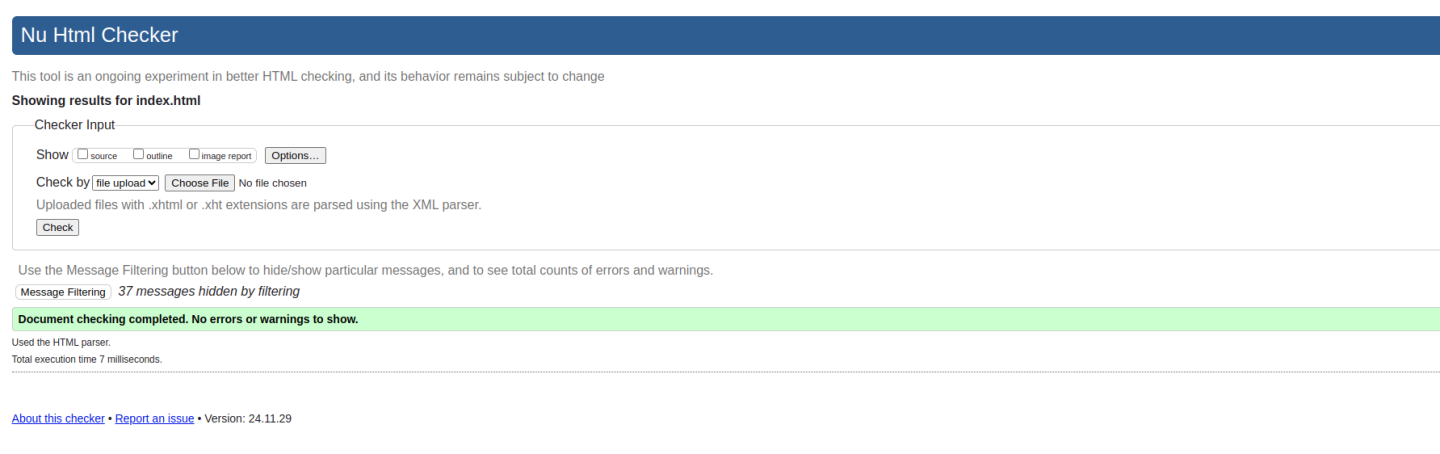 Nu Html Checker
This tool is an ongoing experiment in better HTML checking, and its behavior remains subject to change
Showing results for index.html
Checker Input
Show source outline image report Options...
Check by file upload Choose File No file chosen
Uploaded files with .xhtml or .xht extensions are parsed using the XML parser.
Check
Use the Message Filtering button below to hide/show particular messages, and to see total counts of errors and warnings.
Message Filtering 37 messages hidden by filtering
Document checking completed. No errors or warnings to show.
Used the HTML parser.
Total execution time 7 milliseconds.
About this checker • Report an issue • Version: 24.11.29